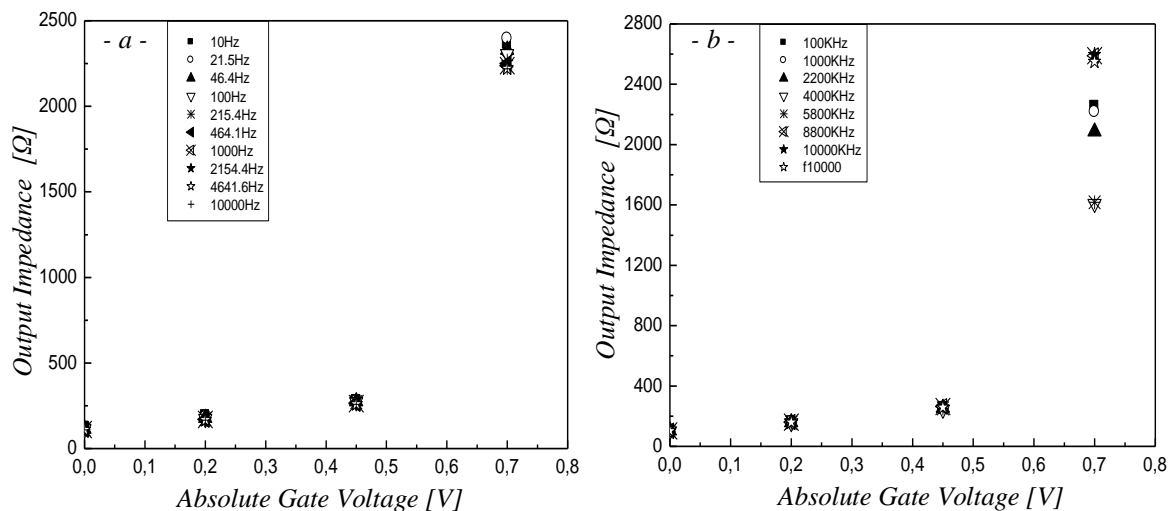 - a -
10Hz
21.5Hz
46.4Hz
100Hz
215.4Hz
464.1Hz
1000Hz
2154.4Hz
4641.6Hz
10000Hz
2500
2000
1500
1000
500
0
0,0 0,1 0,2 0,3 0,4 0,5 0,6 0,7 0,8
Output Impedance [Ω]
Absolute Gate Voltage [V]
- b -
100KHz
1000KHz
2200KHz
4000KHz
5800KHz
8800KHz
10000KHz
f10000
2800
2400
2000
1600
1200
800
400
0
0,0 0,1 0,2 0,3 0,4 0,5 0,6 0,7 0,8
Output Impedance [Ω]
Absolute Gate Voltage [V]